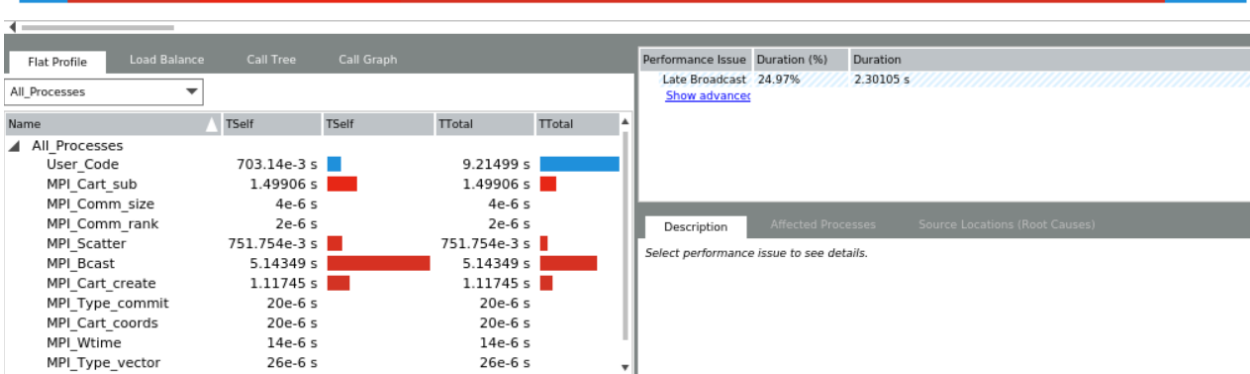 Flat Profile Load Balance Call Tree Call Graph
All_Processes
Name TSelf TSelf TTotal TTotal
All_Processes
User_Code 703.14e-3 s 9.21499 s
MPI_Cart_sub 1.49906 s 1.49906 s
MPI_Comm_size 4e-6 s 4e-6 s
MPI_Comm_rank 2e-6 s 2e-6 s
MPI_Scatter 751.754e-3 s 751.754e-3 s
MPI_Bcast 5.14349 s 5.14349 s
MPI_Cart_create 1.11745 s 1.11745 s
MPI_Type_commit 20e-6 s 20e-6 s
MPI_Cart_coords 20e-6 s 20e-6 s
MPI_Wtime 14e-6 s 14e-6 s
MPI_Type_vector 26e-6 s 26e-6 s
Performance Issue Duration (%) Duration
Late Broadcast 24.97% 2.30105 s
Show advanced
Description Affected Processes Source Locations (Root Causes)
Select performance issue to see details.